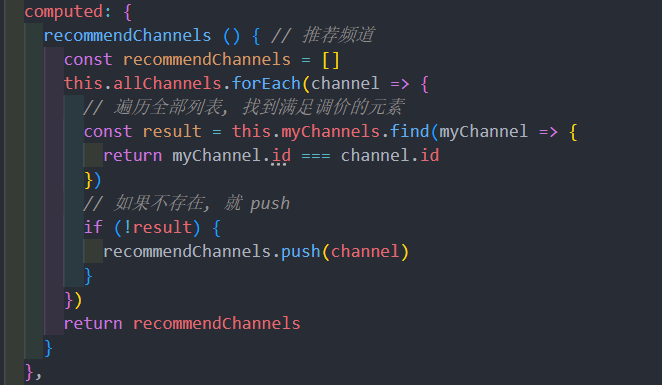 computed: {
recommendChannels () { // 推荐频道
const recommendChannels = []
this.allChannels.forEach(channel => {
// 遍历全部列表, 找到满足调价的元素
const result = this.myChannels.find(myChannel => {
return myChannel.id === channel.id
})
// 如果不存在, 就 push
if (!result) {
recommendChannels.push(channel)
}
})
return recommendChannels
}
},